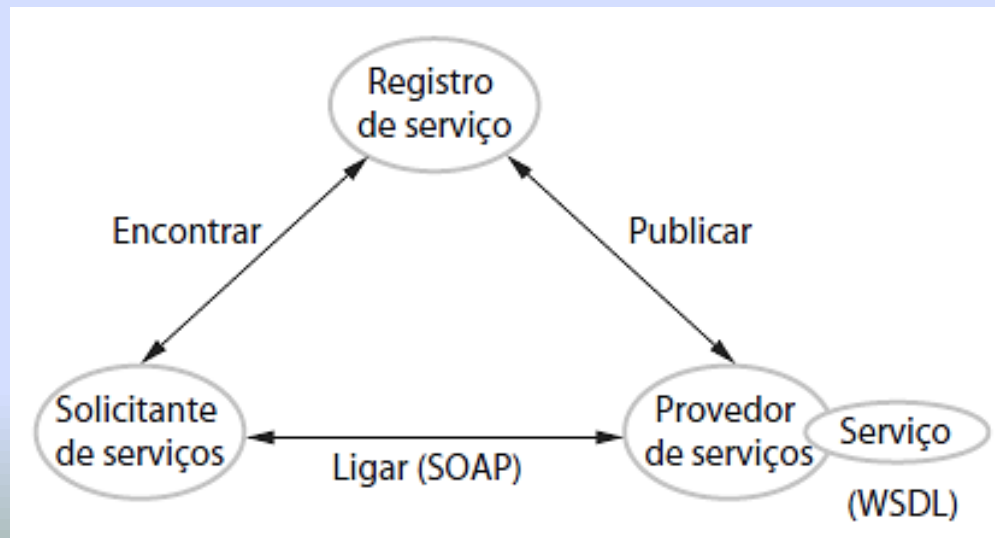 Registro
de serviço
Encontrar
Publicar
Solicitante
de serviços
Ligar (SOAP)
Provedor
de serviços
Serviço
(WSDL)